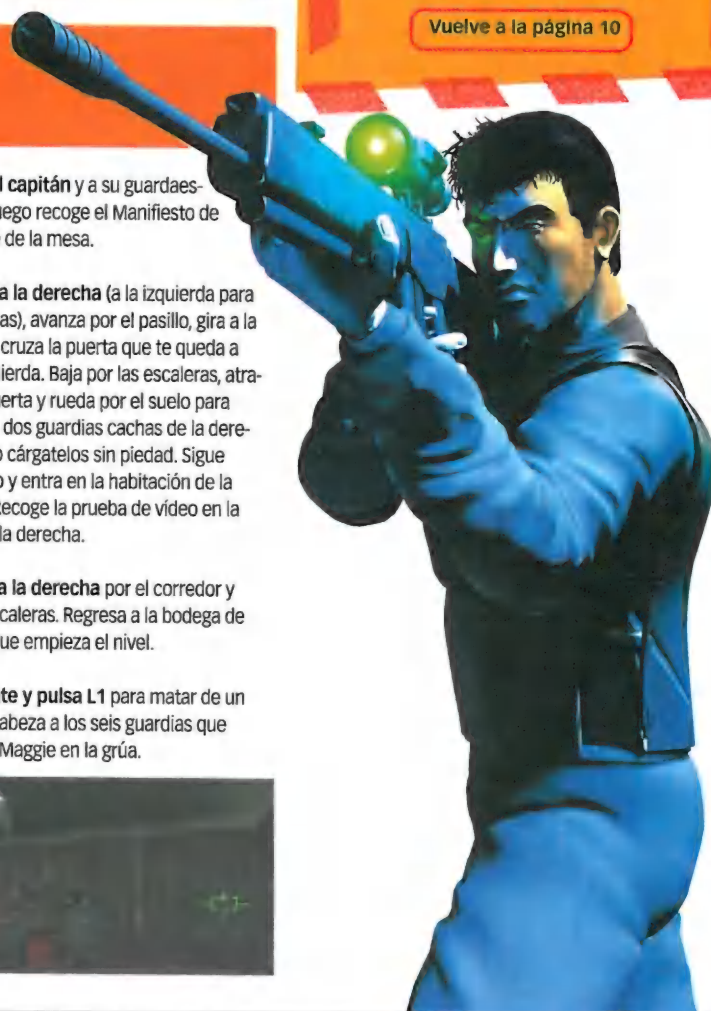 Vuelve a la página 10
l capitán y a su guardaes-
uego recoge el Manifiesto de
de la mesa.
a la derecha (a la izquierda para
as), avanza por el pasillo, gira a la
cruza la puerta que te queda a
uierda. Baja por las escaleras, atra-
uerta y rueda por el suelo para
dos guardias cachas de la dere-
o cárgatelos sin piedad. Sigue
o y entra en la habitación de la
Recoge la prueba de vídeo en la
la derecha.
a la derecha por el corredor y
caleras. Regresa a la bodega de
que empieza el nivel.
te y pulsa L1 para matar de un
abeza a los seis guardias que
Maggie en la grúa.